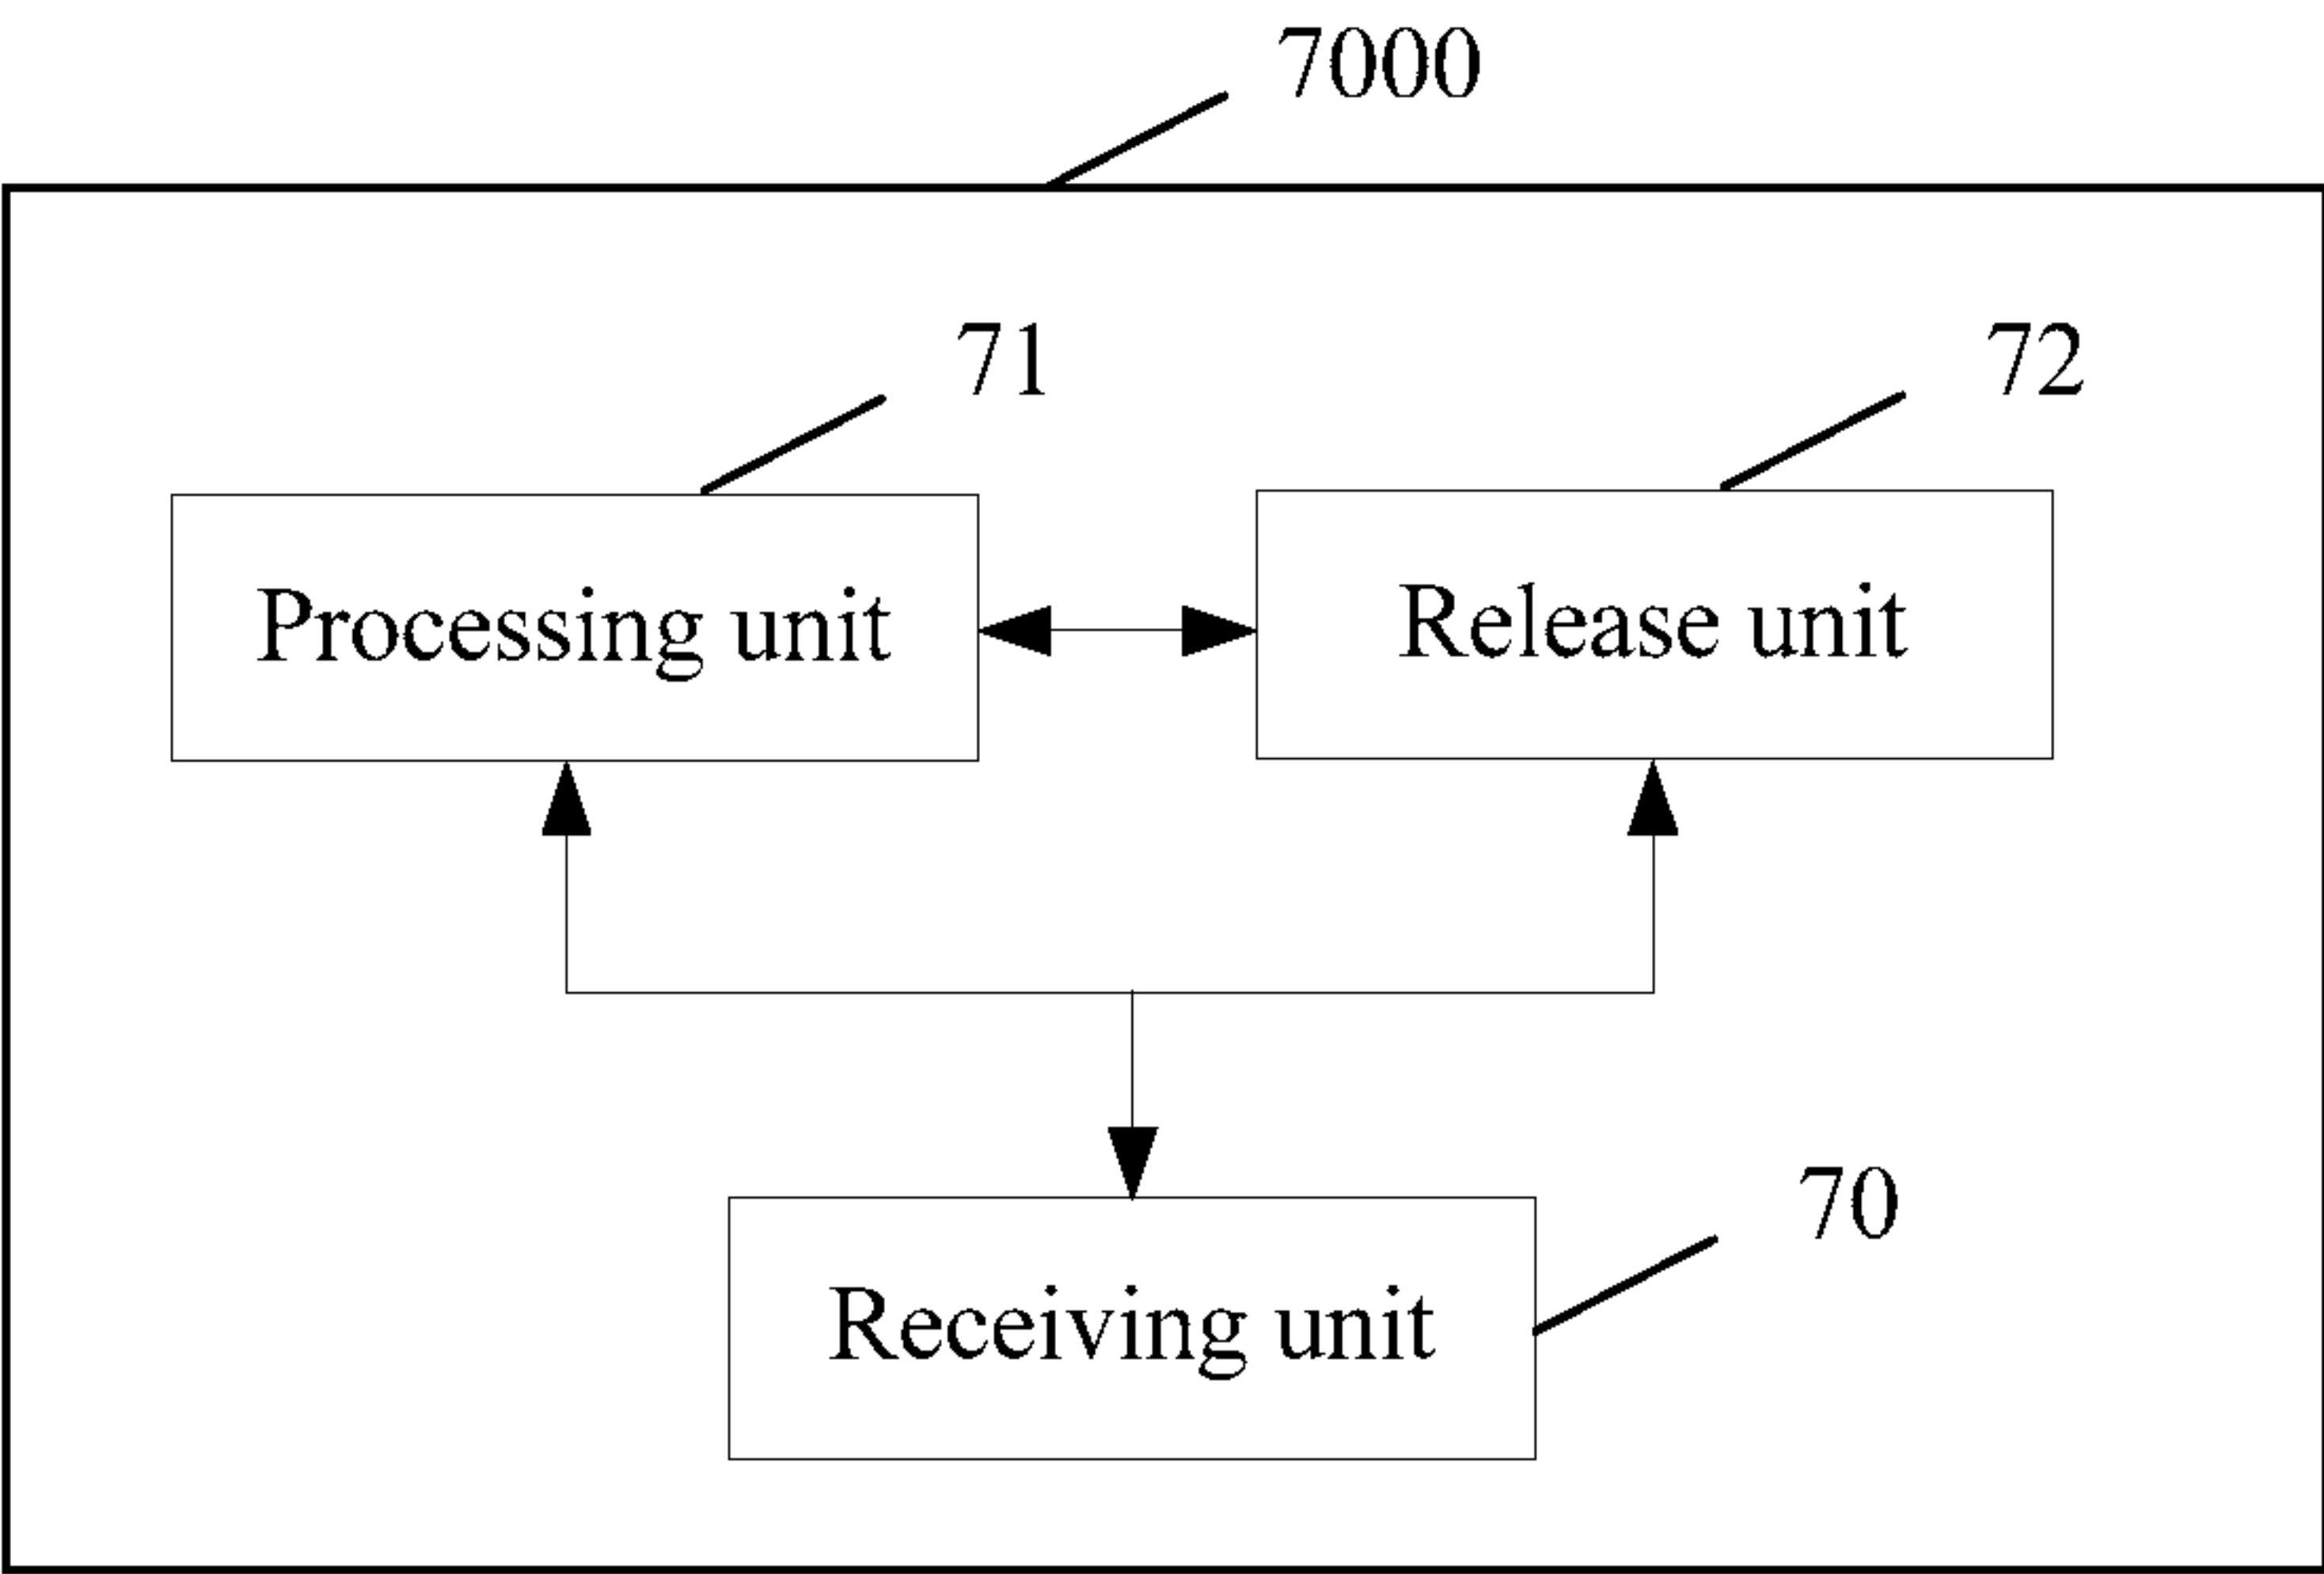 7000
71
72
Processing unit
Release unit
70
Receiving unit